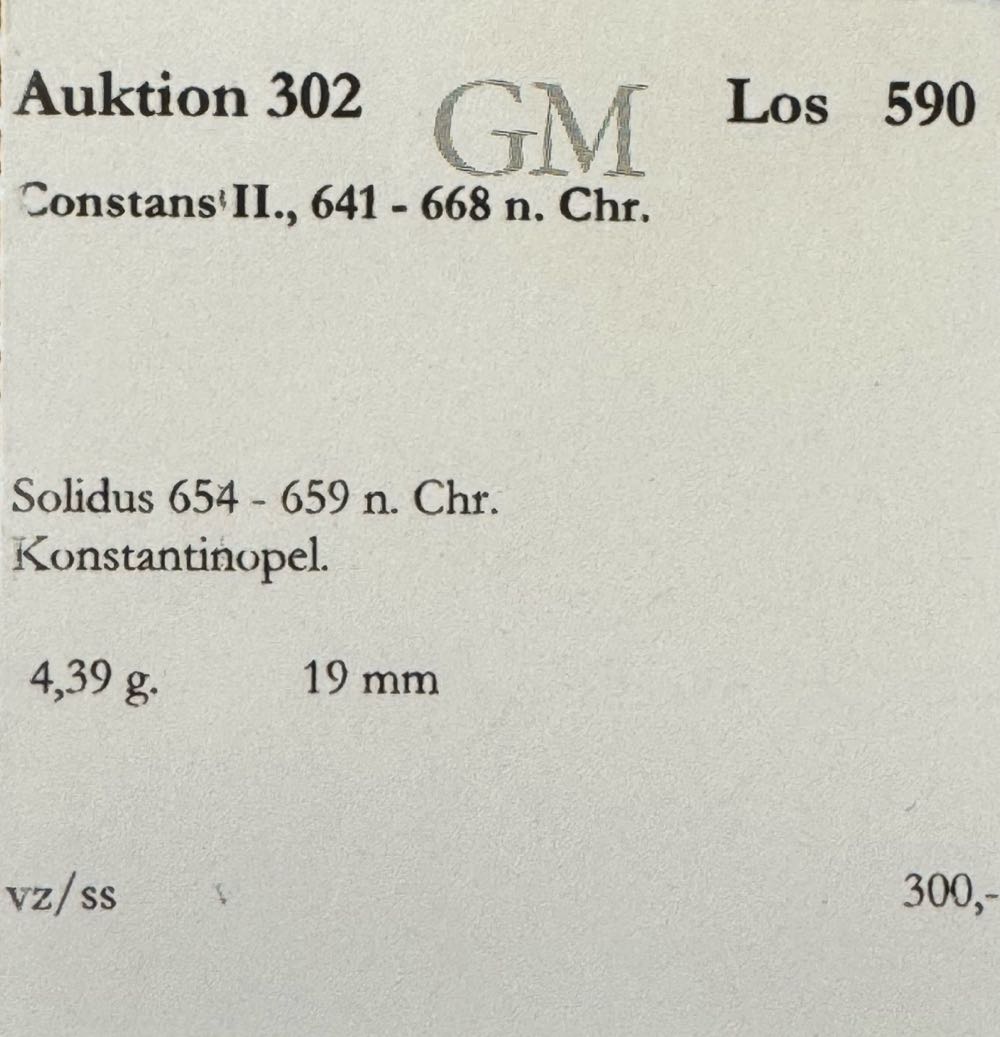 Auktion 302 GM Los 590
Constans II., 641 - 668 n. Chr.
Solidus 654 - 659 n. Chr.
Konstantinopel.
4,39 g. 19 mm
vz/ss 300,-